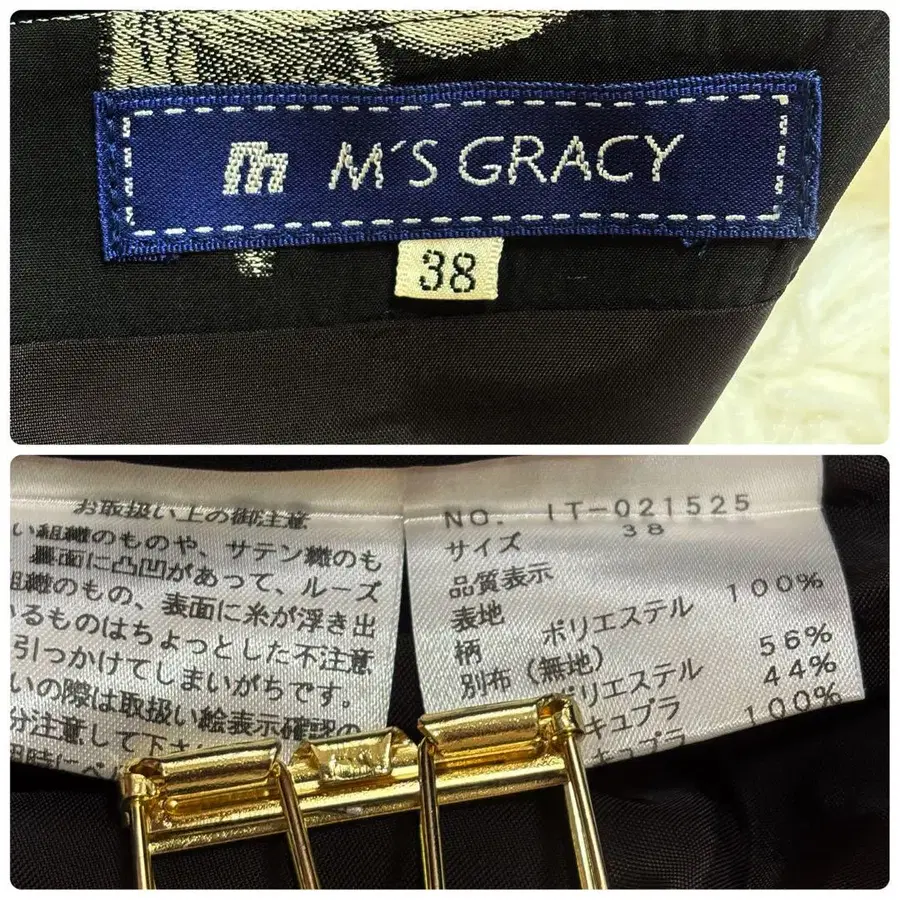 M'S GRACY
38
お取扱い上の御注意
い組織のものや、サテン織のも
裏面に凸凹があって、ルーズ
組織のもの、表面に糸が浮き出
いるものはちょっとした不注意
引っかけてしまいがちです。
いの際は取扱い絵表示確認の
分注意して下さ
用時に
NO. IT-021525
サイズ 38
品質表示
表地
柄 ポリエステル 100%
別布（無地）
ポリエステル 56%
キュプラ 44%
キュプラ 100%